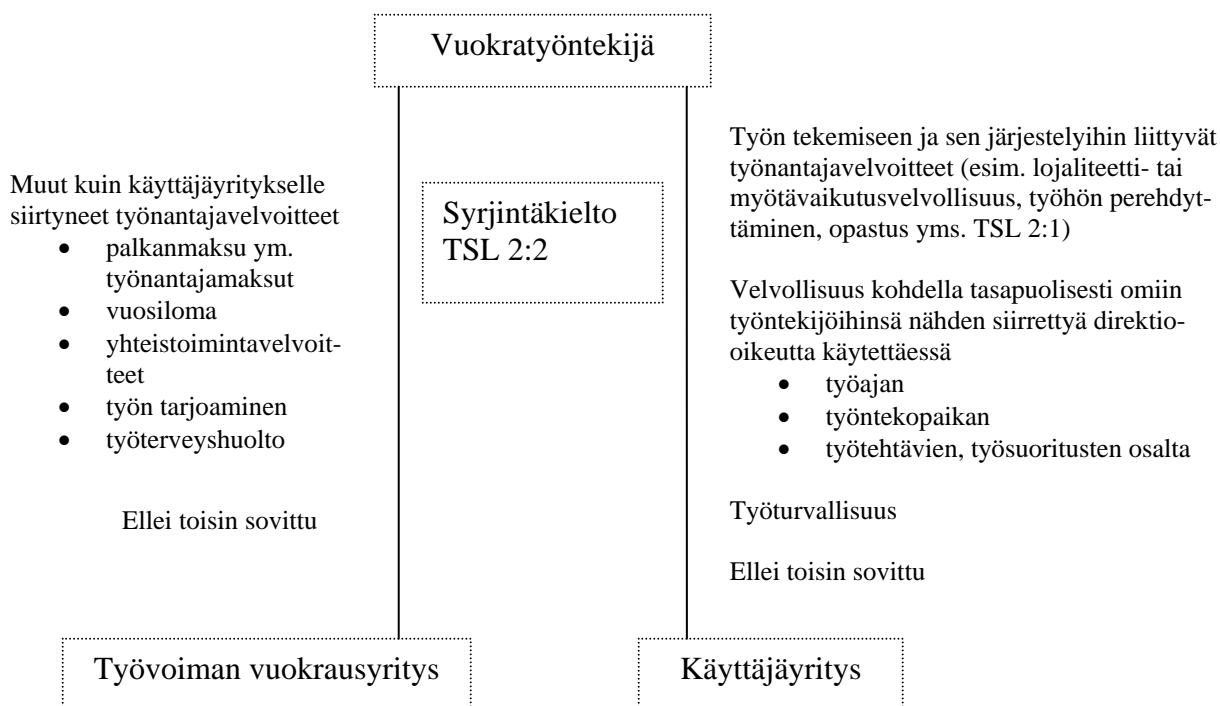 Vuokratyöntekijä
Muut kuin käyttäjäyritykselle
siirtyneet työnantajavelvoitteet
• palkanmaksu ym.
työnantajamaksut
• vuosiloma
• yhteistoimintavelvoit-
teet
• työn tarjoaminen
• työterveyshuolto
Ellei toisin sovittu
Syrjintäkielto
TSL 2:2
Työn tekemiseen ja sen järjestelyihin liittyvät
työnantajavelvoitteet (esim. lojaliteetti- tai
myötävaikutusvelvollisuus, työhön perehdyt-
täminen, opastus yms. TSL 2:1)
Velvollisuus kohdella tasapuolisesti omiin
työntekijöihinsä nähden siirrettyä direktio-
oikeutta käytettäessä
• työajan
• työntekopaikan
• työtehtävien, työsuoritusten osalta
Työturvallisuus
Ellei toisin sovittu
Työvoiman vuokrausyritys
Käyttäjäyritys